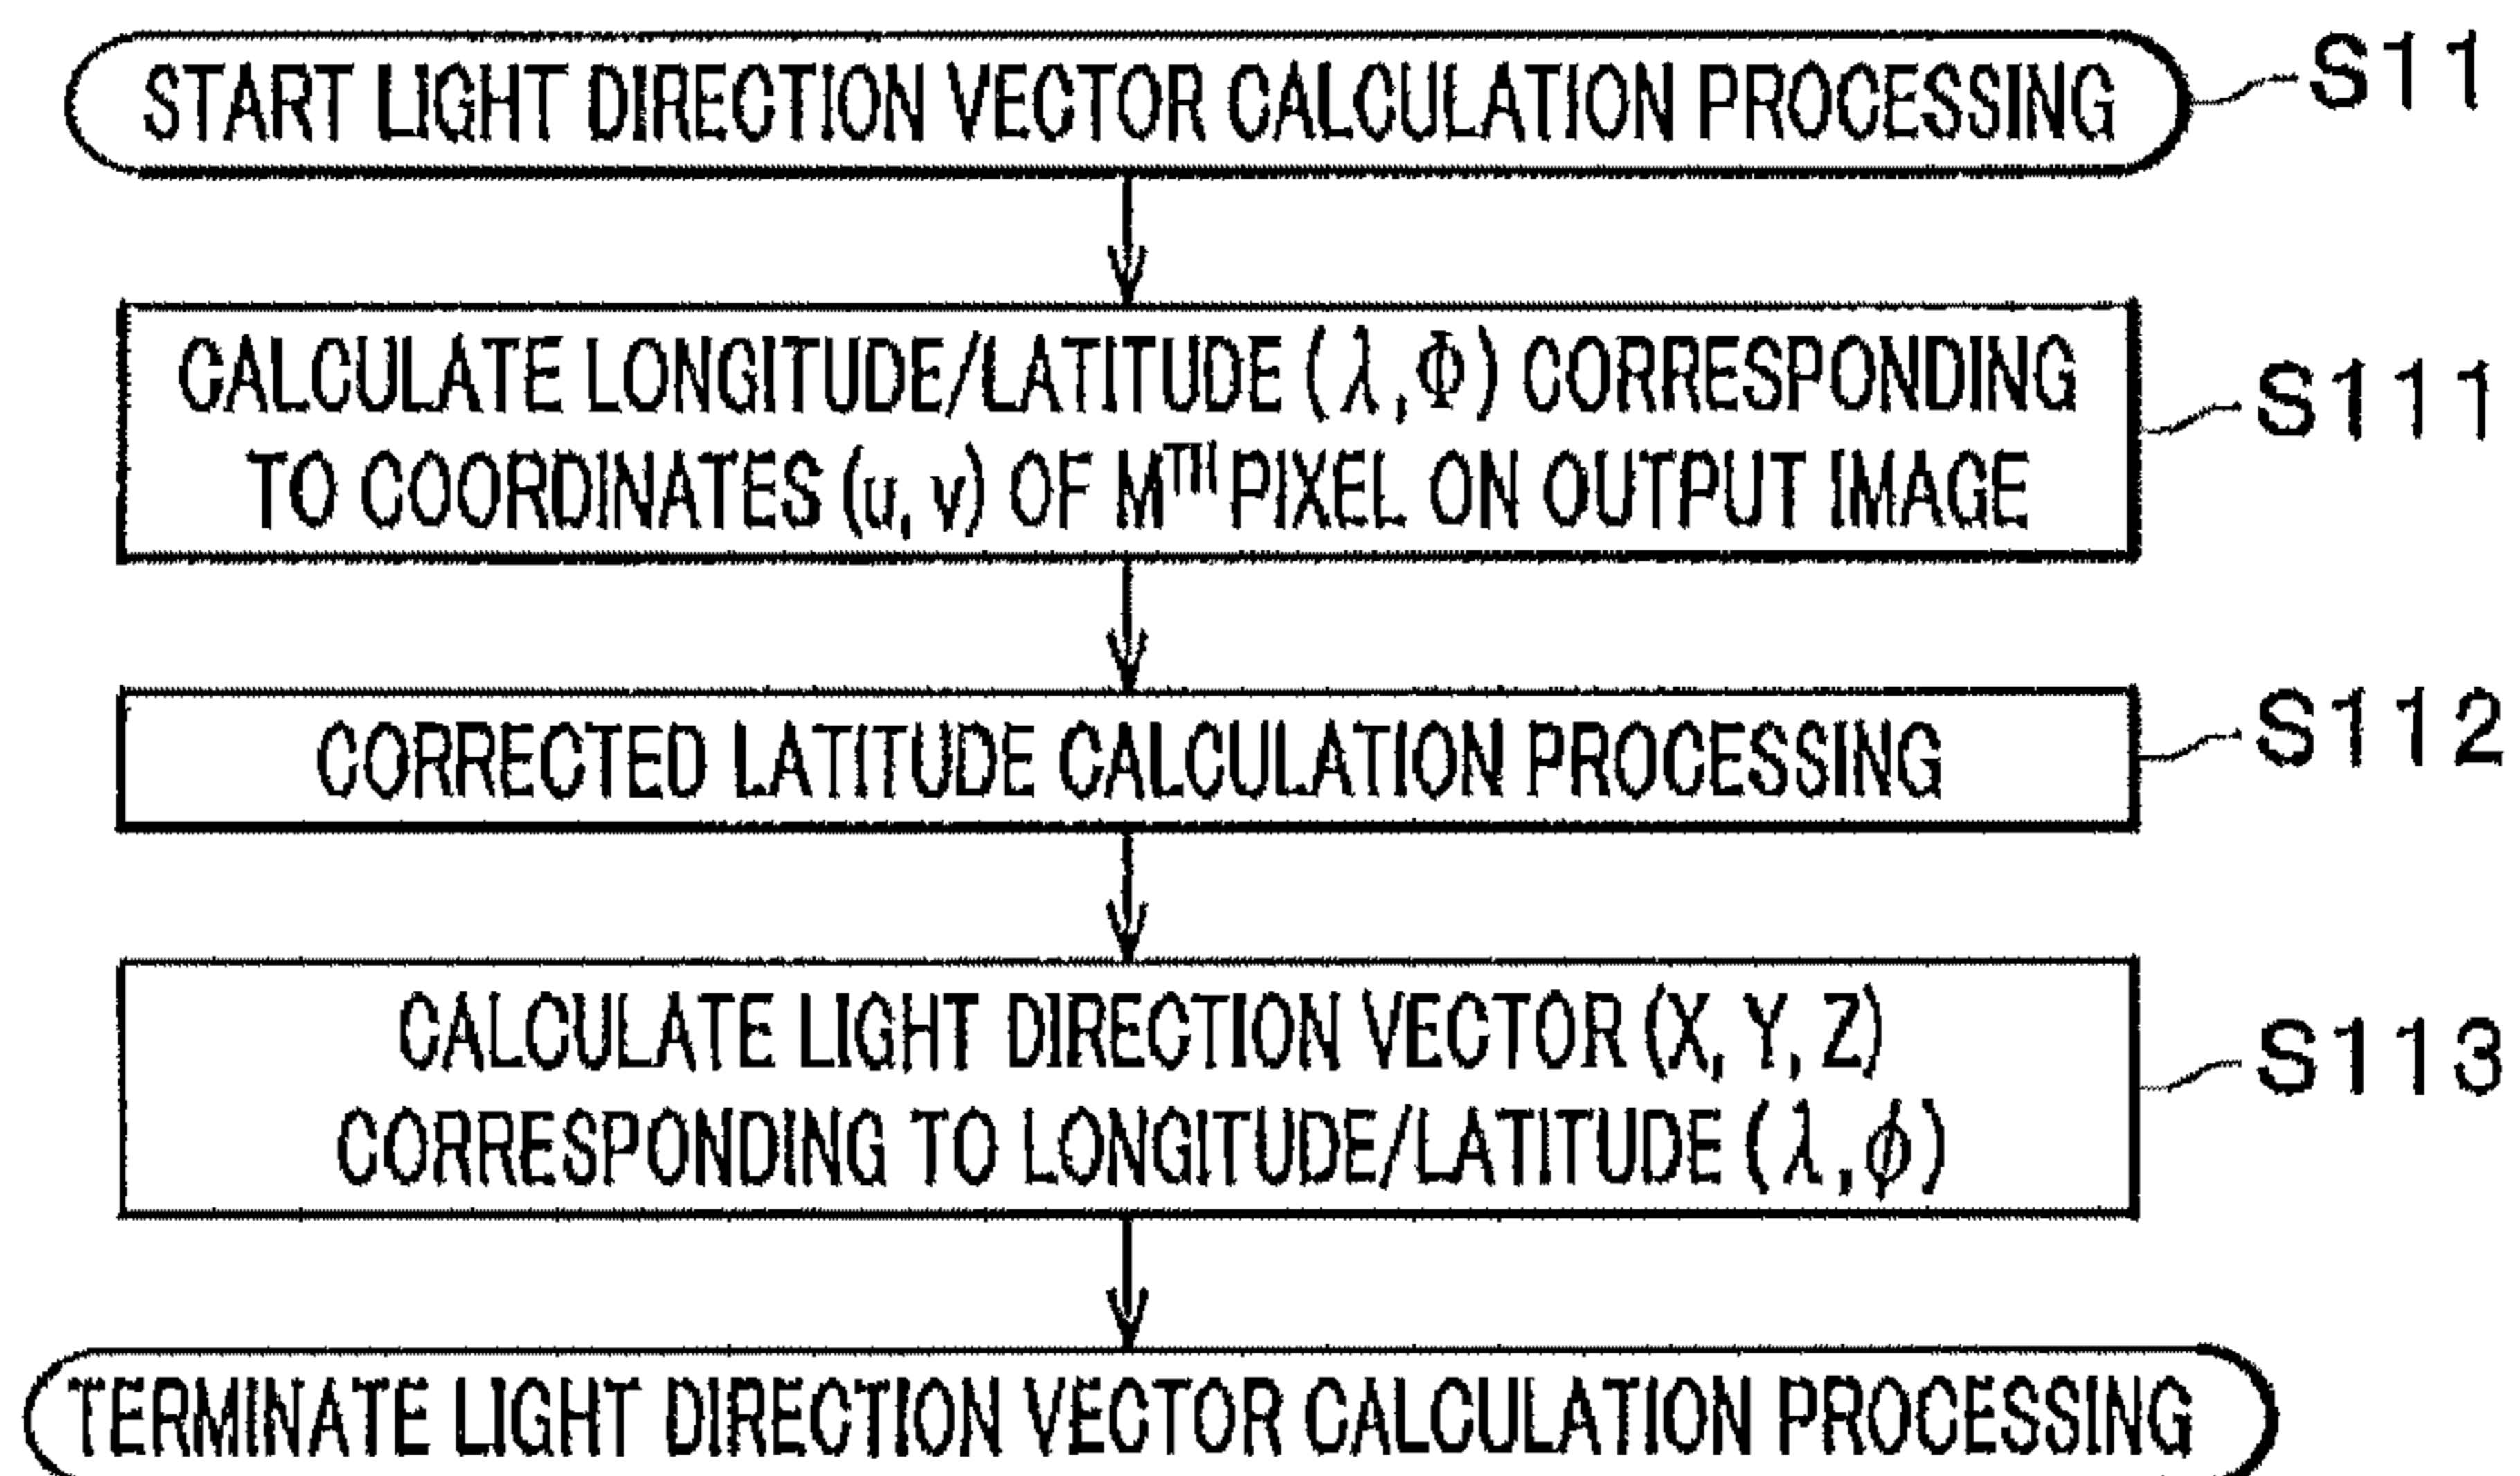 START LIGHT DIRECTION VECTOR CALCULATION PROCESSING
S11
CALCULATE LONGITUDE/LATITUDE (λ,Φ) CORRESPONDING
TO COORDINATES (u, v) OF Mᵀᴴ PIXEL ON OUTPUT IMAGE
S111
CORRECTED LATITUDE CALCULATION PROCESSING
S112
CALCULATE LIGHT DIRECTION VECTOR (X, Y, Z)
CORRESPONDING TO LONGITUDE/LATITUDE (λ,ϕ)
S113
TERMINATE LIGHT DIRECTION VECTOR CALCULATION PROCESSING